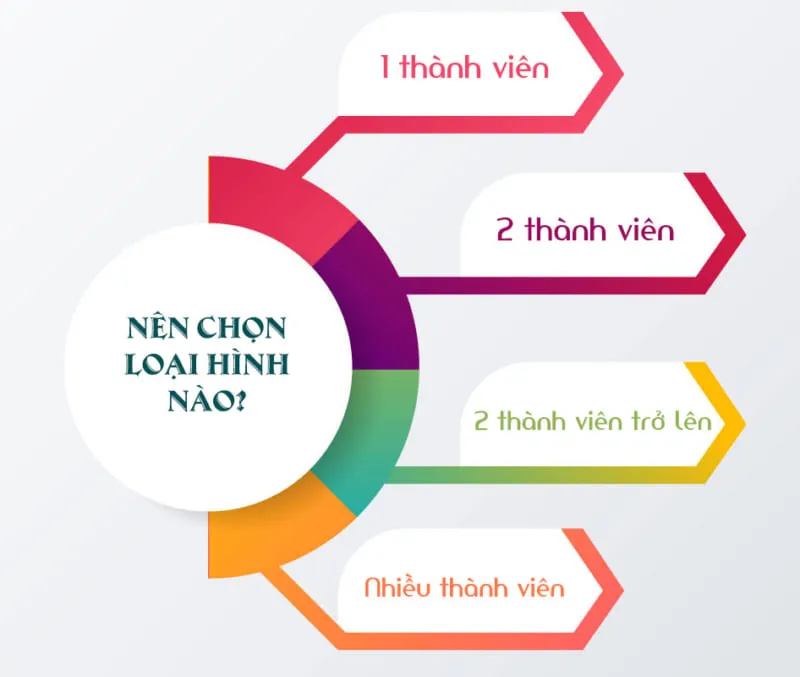 1 thành viên
2 thành viên
NÊN CHỌN
LOẠI HÌNH
NÀO?
2 thành viên trở lên
Nhiều thành viên